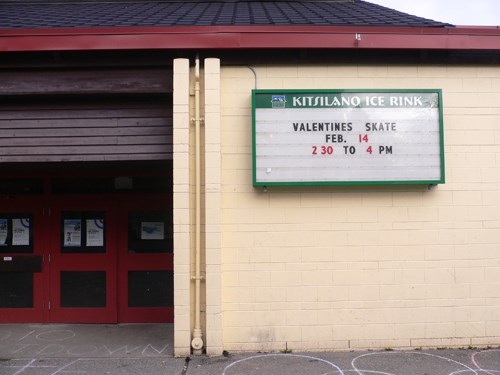 KITSILANO ICE RINK
VALENTINES SKATE
FEB. 14
2 30 TO 4 PM